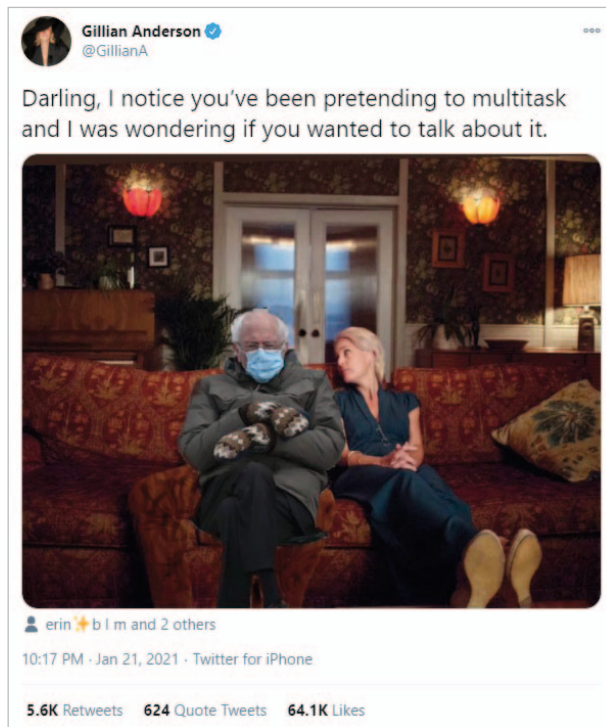 Gillian Anderson
@GillianA
Darling, I notice you’ve been pretending to multitask
and I was wondering if you wanted to talk about it.
erin✨b l m and 2 others
10:17 PM · Jan 21, 2021 · Twitter for iPhone
5.6K Retweets 624 Quote Tweets 64.1K Likes